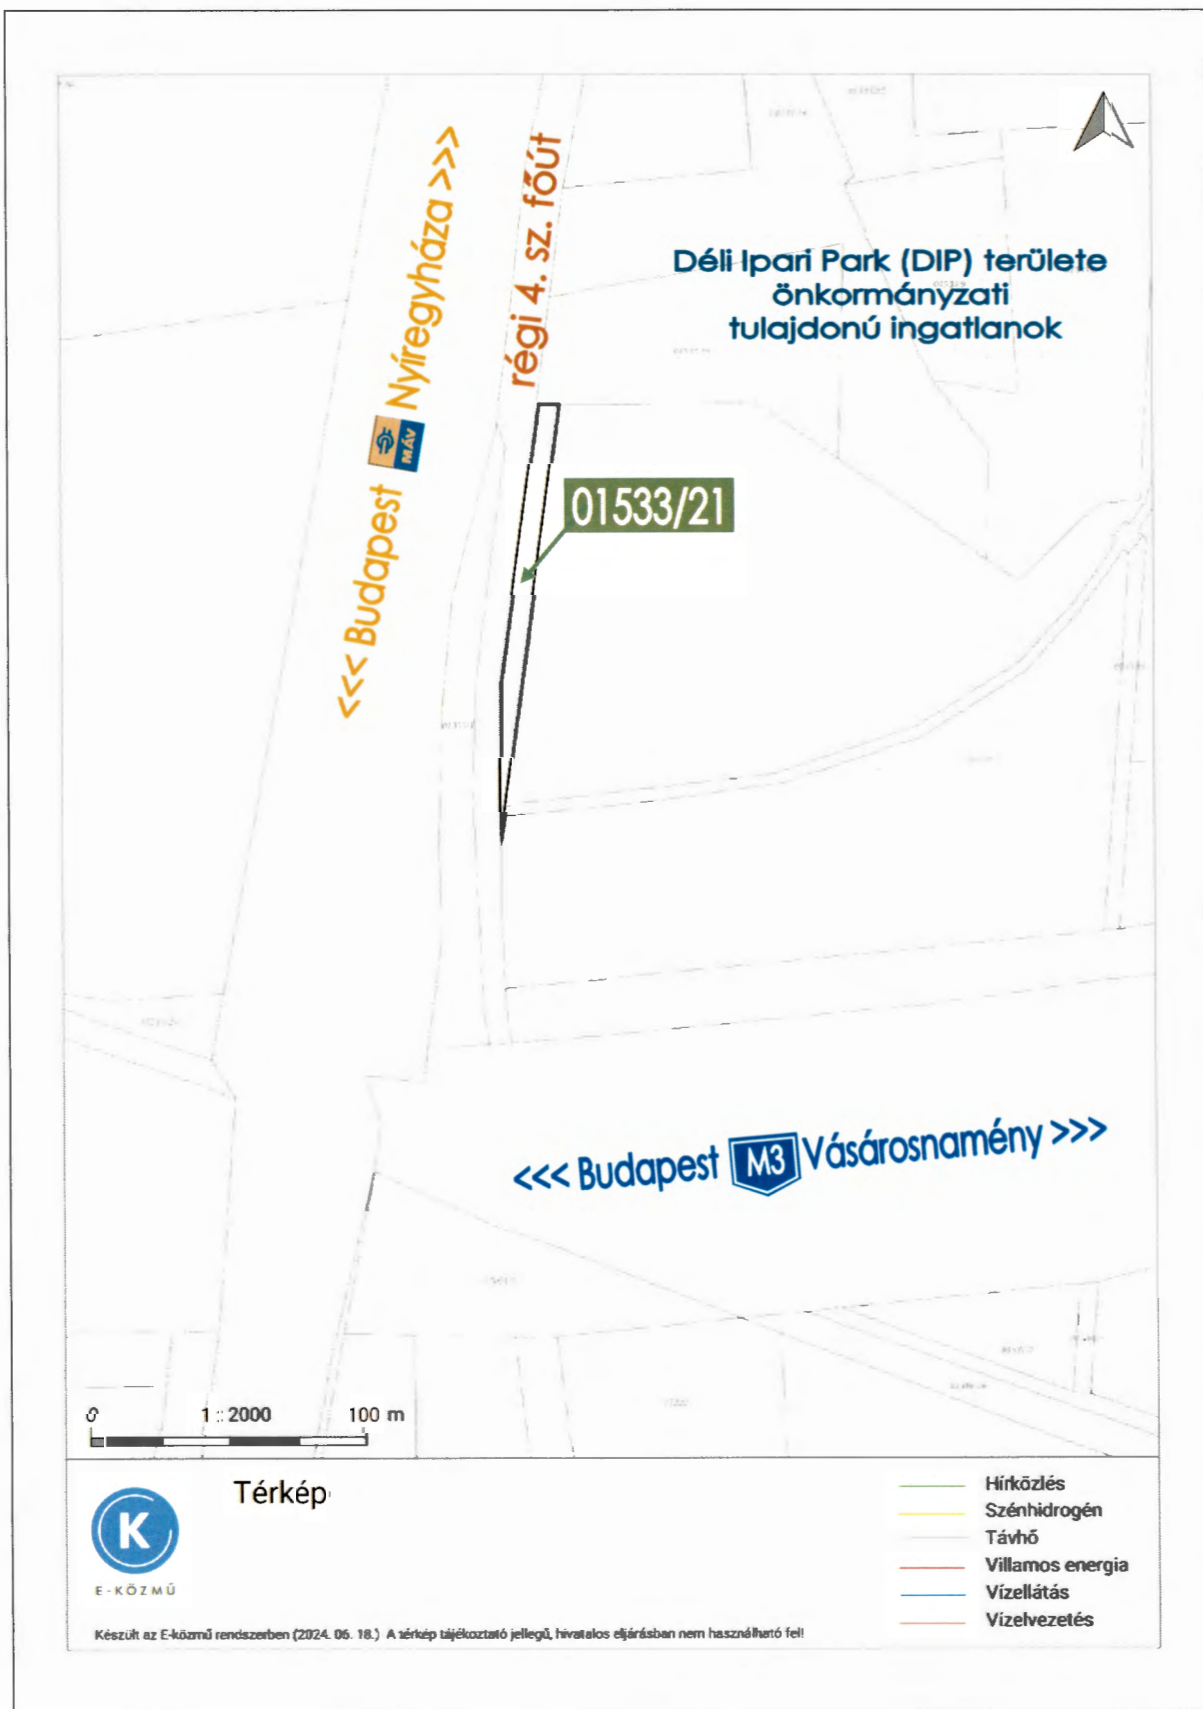 Déli Ipari Park (DIP) területe
önkormányzati
tulajdonú ingatlanok
<<< Budapest MÁV Nyíregyháza >>>
régi 4. sz. főút
01533/21
<<< Budapest M3 Vásárosnamény >>>
1 : 2000 100 m
Térkép
K
E-KÖZMŰ
Hírközlés
Szénhidrogén
Távhő
Villamos energia
Vízellátás
Vízelvezetés
Készült az E-közmű rendszerben (2024. 06. 18.) A térkép tájékoztató jellegű, hivatalos eljárásban nem használható fel!